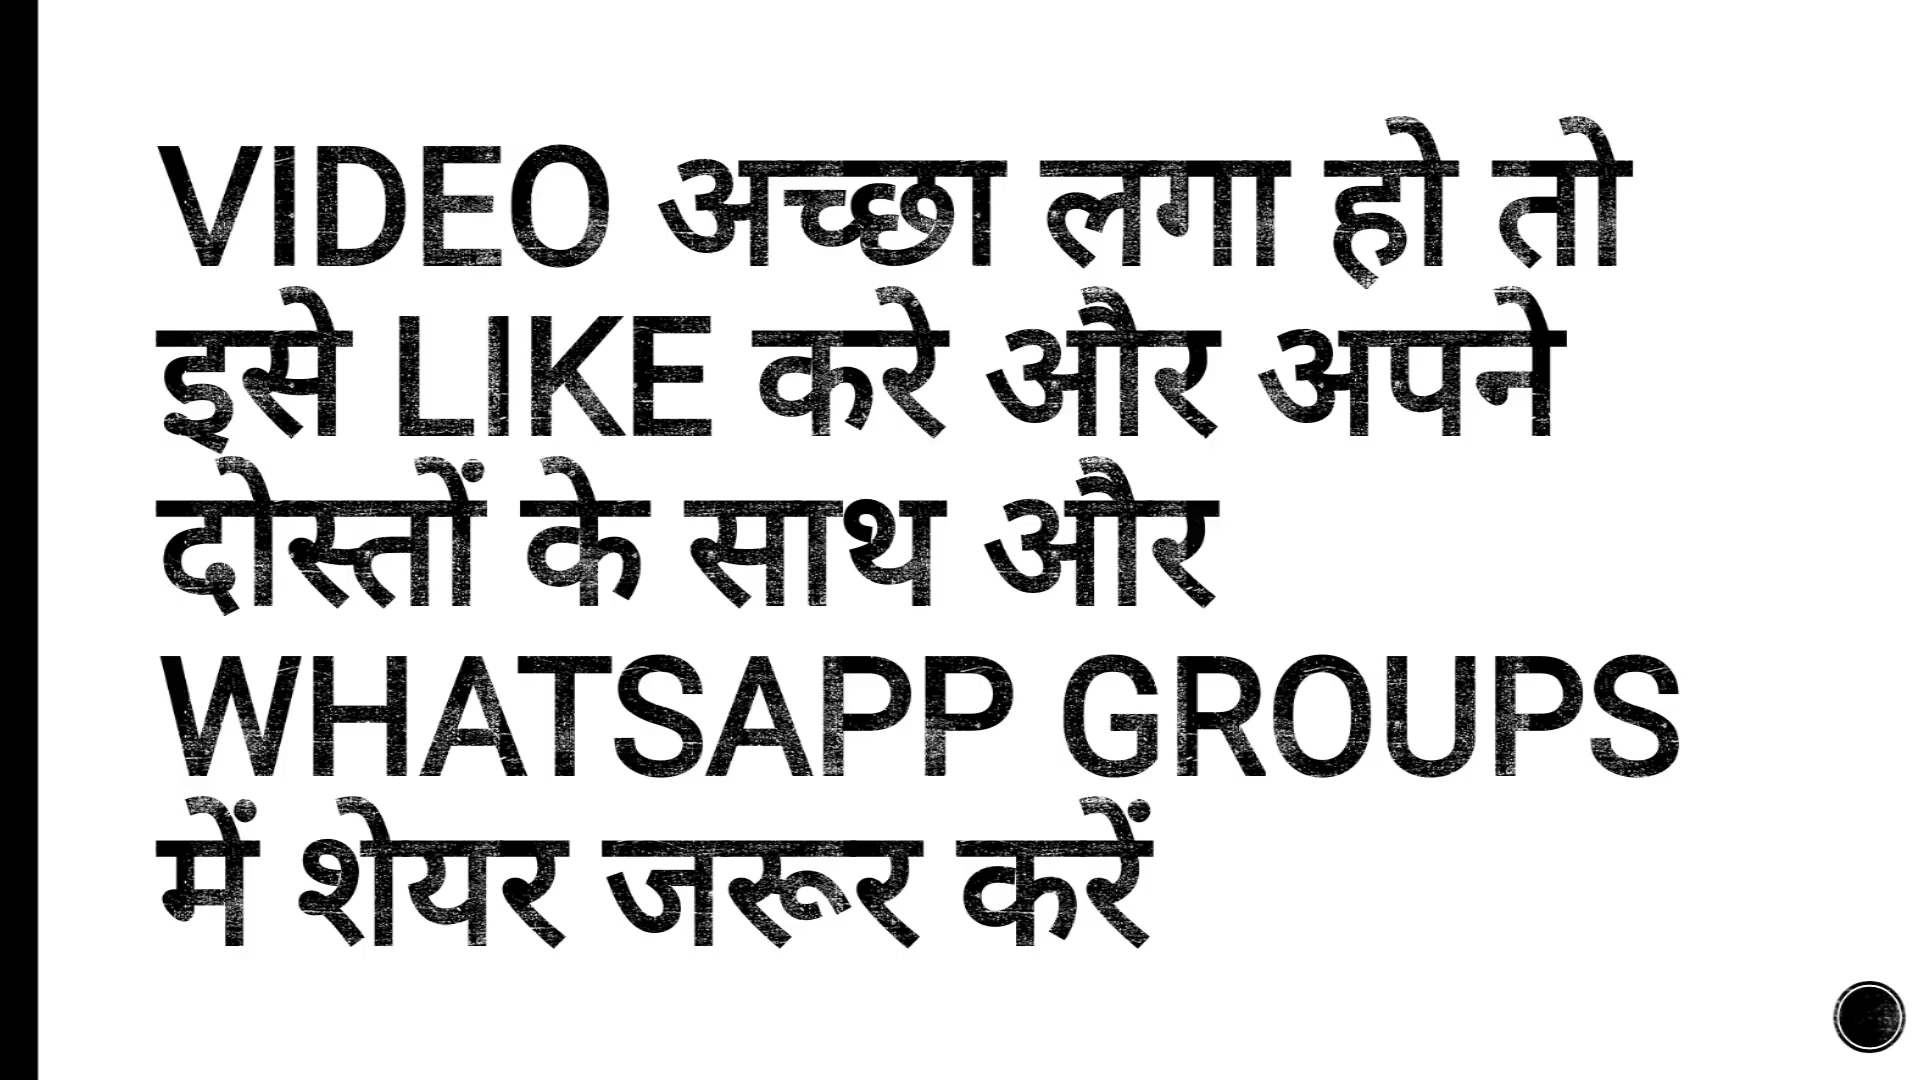 VIDEO अच्छा लगा हो तो
इसे LIKE करे और अपने
दोस्तों के साथ और
WHATSAPP GROUPS
में शेयर जरूर करें